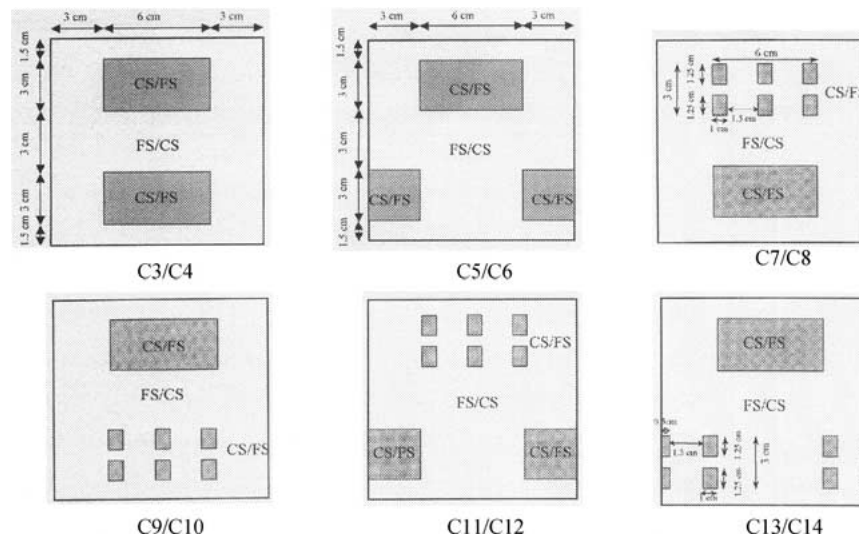 3 cm 6 cm 3 cm
1.5 cm
3 cm
3 cm
3 cm
1.5 cm
CS/FS
FS/CS
CS/FS
C3/C4
3 cm 6 cm 3 cm
1.5 cm
3 cm
3 cm
3 cm
1.5 cm
CS/FS
FS/CS
CS/FS CS/FS
C5/C6
6 cm
3 cm
1.25 cm
1.25 cm
1 cm
1.5 cm
CS/FS
FS/CS
CS/FS
C7/C8
CS/FS
FS/CS
CS/FS
C9/C10
CS/FS
FS/CS
CS/FS CS/FS
C11/C12
CS/FS
FS/CS
0.5cm
1.5 cm
1.25 cm
1.25 cm
3 cm
1 cm
C13/C14